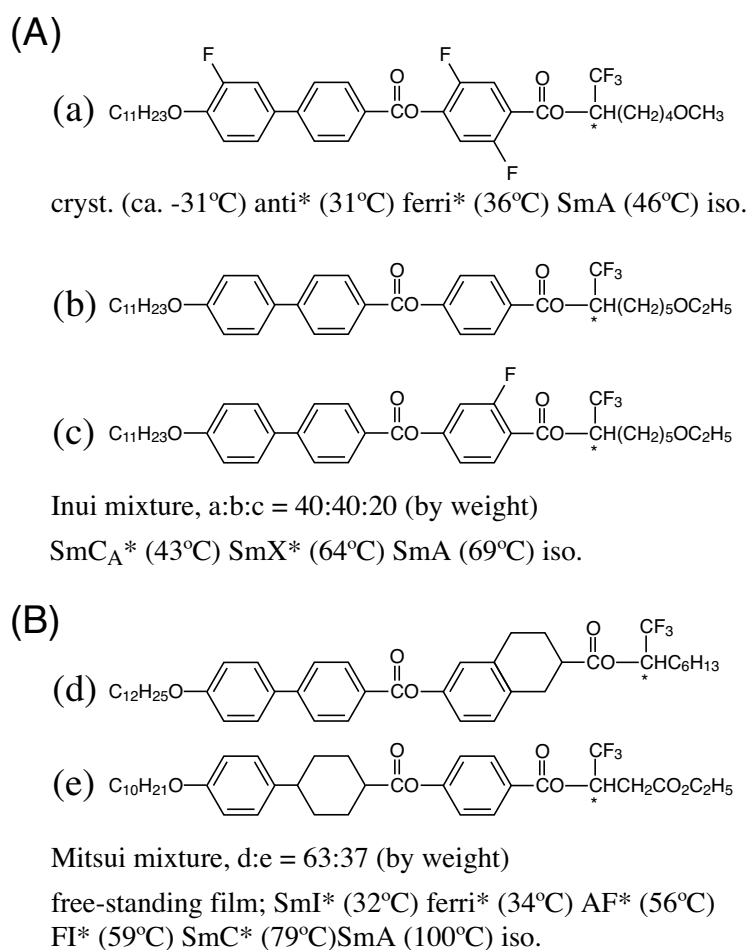 (A)
F F
O O CF3
(a) C11H23O CO CO CH(CH2)4OCH3
*
F
cryst. (ca. -31ºC) anti* (31ºC) ferri* (36ºC) SmA (46ºC) iso.
O O CF3
(b) C11H23O CO CO CH(CH2)5OC2H5
*
F
O O CF3
(c) C11H23O CO CO CH(CH2)5OC2H5
*
Inui mixture, a:b:c = 40:40:20 (by weight)
SmCA* (43ºC) SmX* (64ºC) SmA (69ºC) iso.
(B)
O O CF3
(d) C12H25O CO CO CHC6H13
*
O O CF3
(e) C10H21O CO CO CHCH2CO2C2H5
*
Mitsui mixture, d:e = 63:37 (by weight)
free-standing film; SmI* (32ºC) ferri* (34ºC) AF* (56ºC)
FI* (59ºC) SmC* (79ºC)SmA (100ºC) iso.